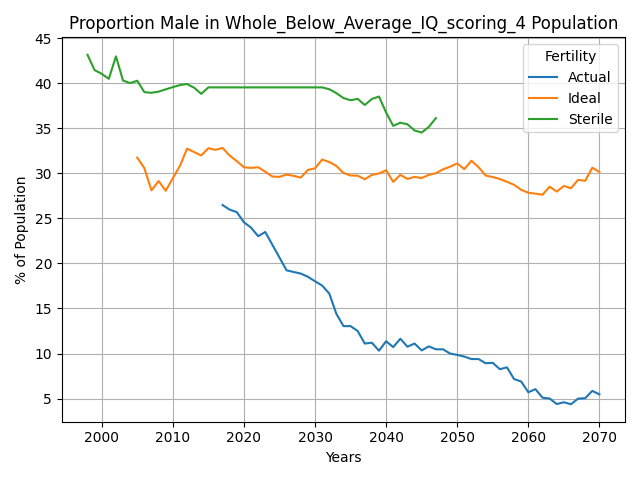 Proportion Male in Whole_Below_Average_IQ_scoring_4 Population
Fertility
Actual
Ideal
Sterile
% of Population
45
40
35
30
25
20
15
10
5
2000 2010 2020 2030 2040 2050 2060 2070
Years